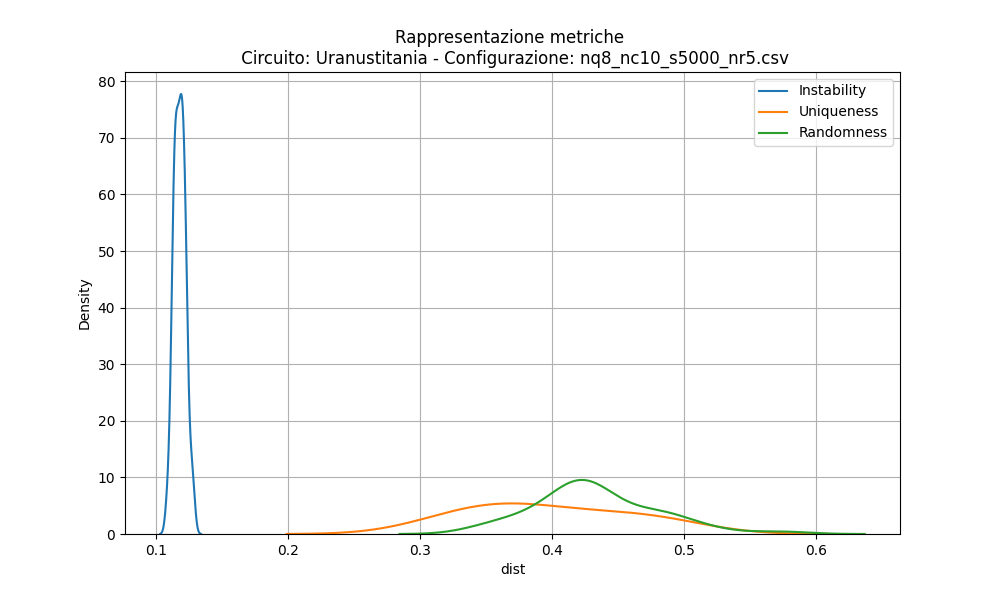 Rappresentazione metriche
Circuito: Uranustitania - Configurazione: nq8_nc10_s5000_nr5.csv
Instability
Uniqueness
Randomness
Density
80
70
60
50
40
30
20
10
0
0.1 0.2 0.3 0.4 0.5 0.6
dist